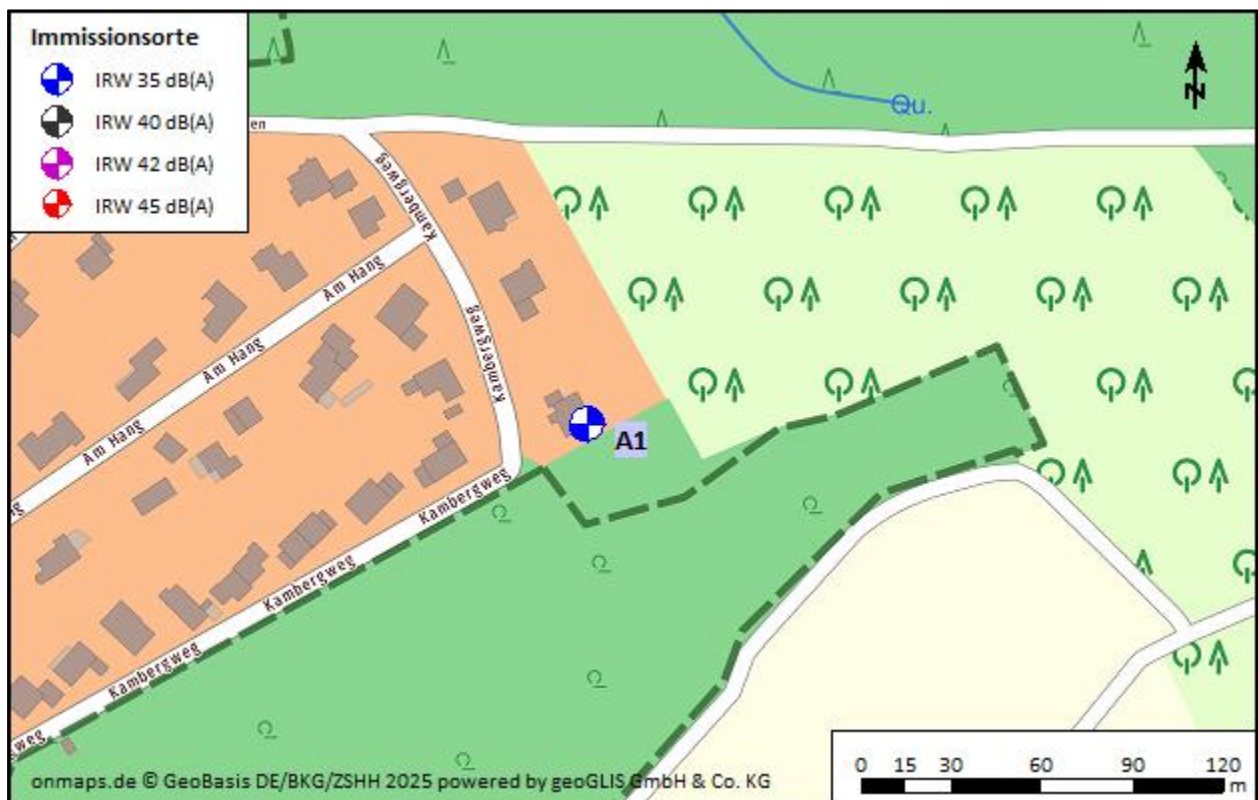 Immissionsorte
IRW 35 dB(A)
IRW 40 dB(A)
IRW 42 dB(A)
IRW 45 dB(A)
N
Qu.
en
Kambergweg
Am Hang
Kambergweg
Am Hang
Am Hang
A1
Kambergweg
Kambergweg
Kambergweg
weg
0 15 30 60 90 120
m
onmaps.de © GeoBasis DE/BKG/ZSHH 2025 powered by geoGLIS GmbH & Co. KG